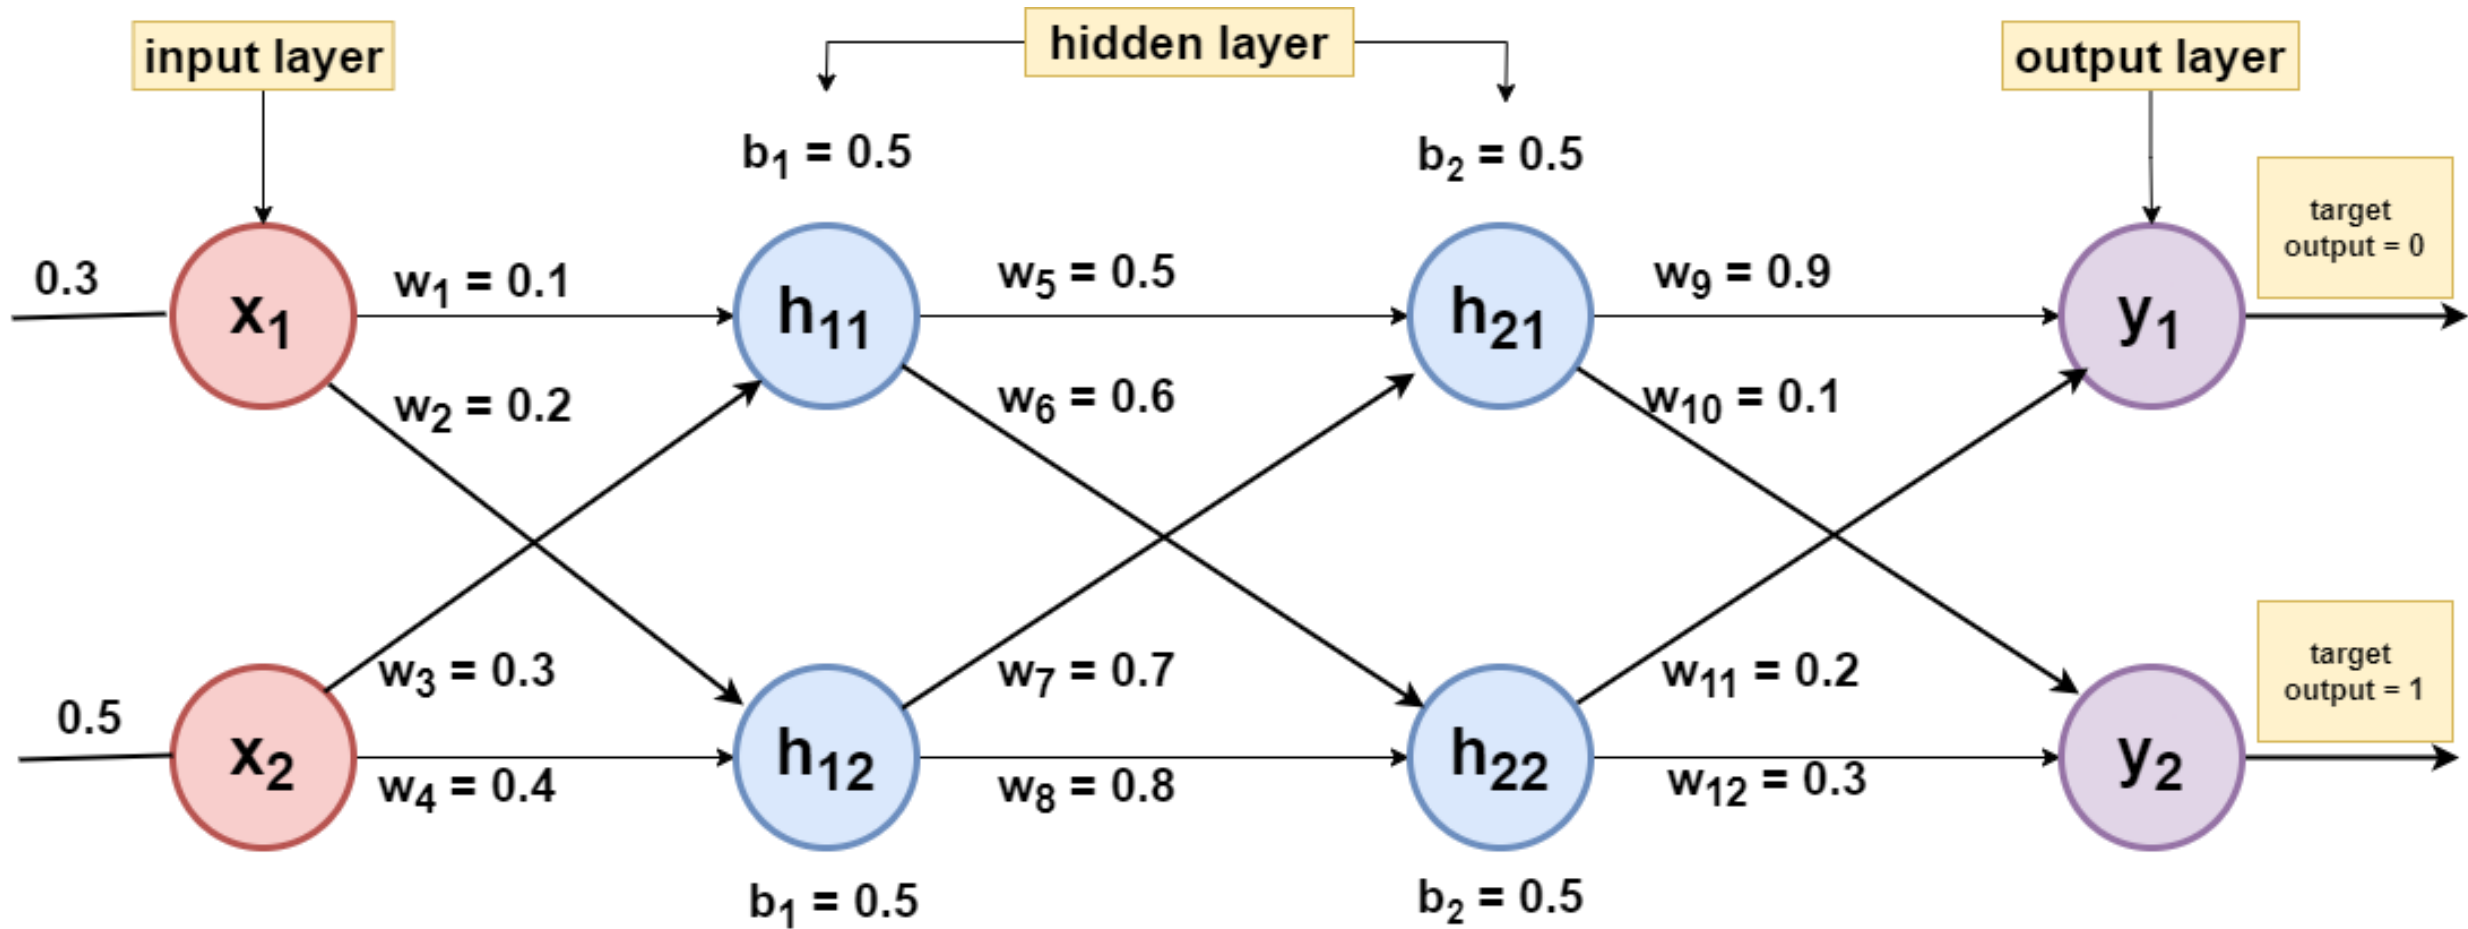 input layer
hidden layer
output layer
b₁ = 0.5
b₂ = 0.5
target
output = 0
0.3
x₁
w₁ = 0.1
h₁₁
w₅ = 0.5
h₂₁
w₉ = 0.9
y₁
w₂ = 0.2
w₆ = 0.6
w₁₀ = 0.1
w₃ = 0.3
w₇ = 0.7
w₁₁ = 0.2
target
output = 1
0.5
x₂
w₄ = 0.4
h₁₂
w₈ = 0.8
h₂₂
w₁₂ = 0.3
y₂
b₁ = 0.5
b₂ = 0.5